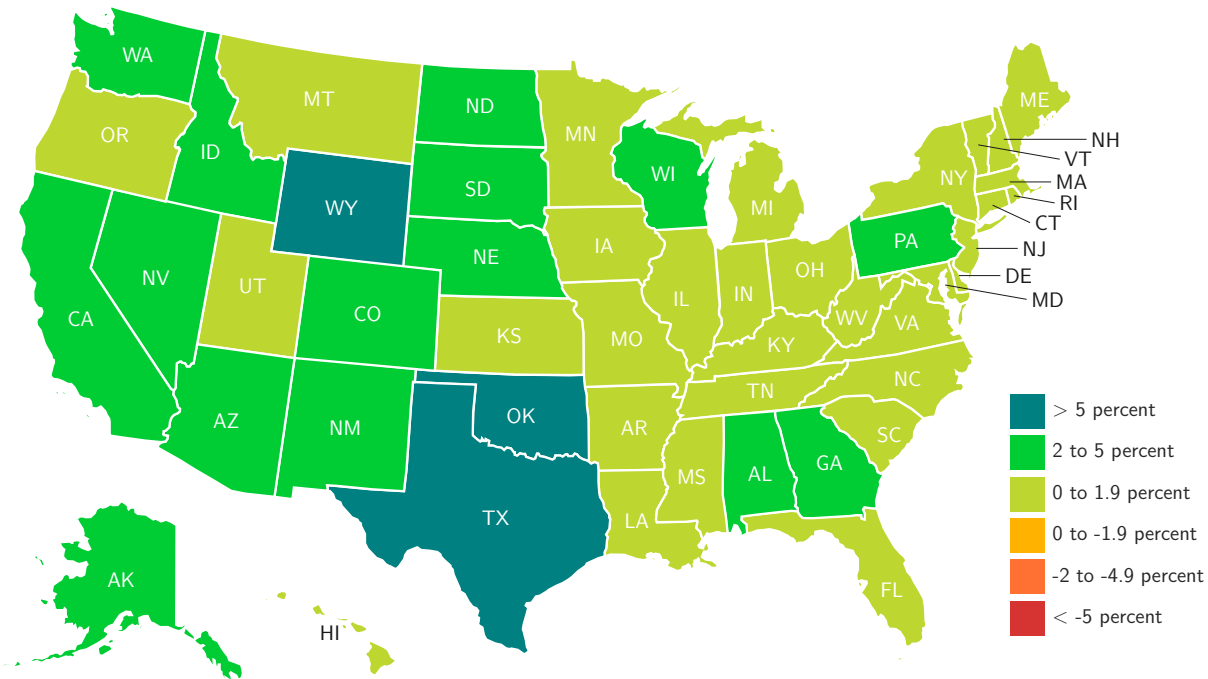 WA
MT
ND
ME
OR
MN
NH
ID
VT
WI
SD
NY
MA
WY
MI
RI
CT
PA
IA
NJ
NE
OH
NV
DE
UT
IL
IN
MD
CO
CA
WV
VA
KS
MO
KY
NC
TN
> 5 percent
OK
AZ
NM
AR
SC
2 to 5 percent
GA
AL
MS
0 to 1.9 percent
TX
LA
0 to -1.9 percent
AK
-2 to -4.9 percent
FL
< -5 percent
HI